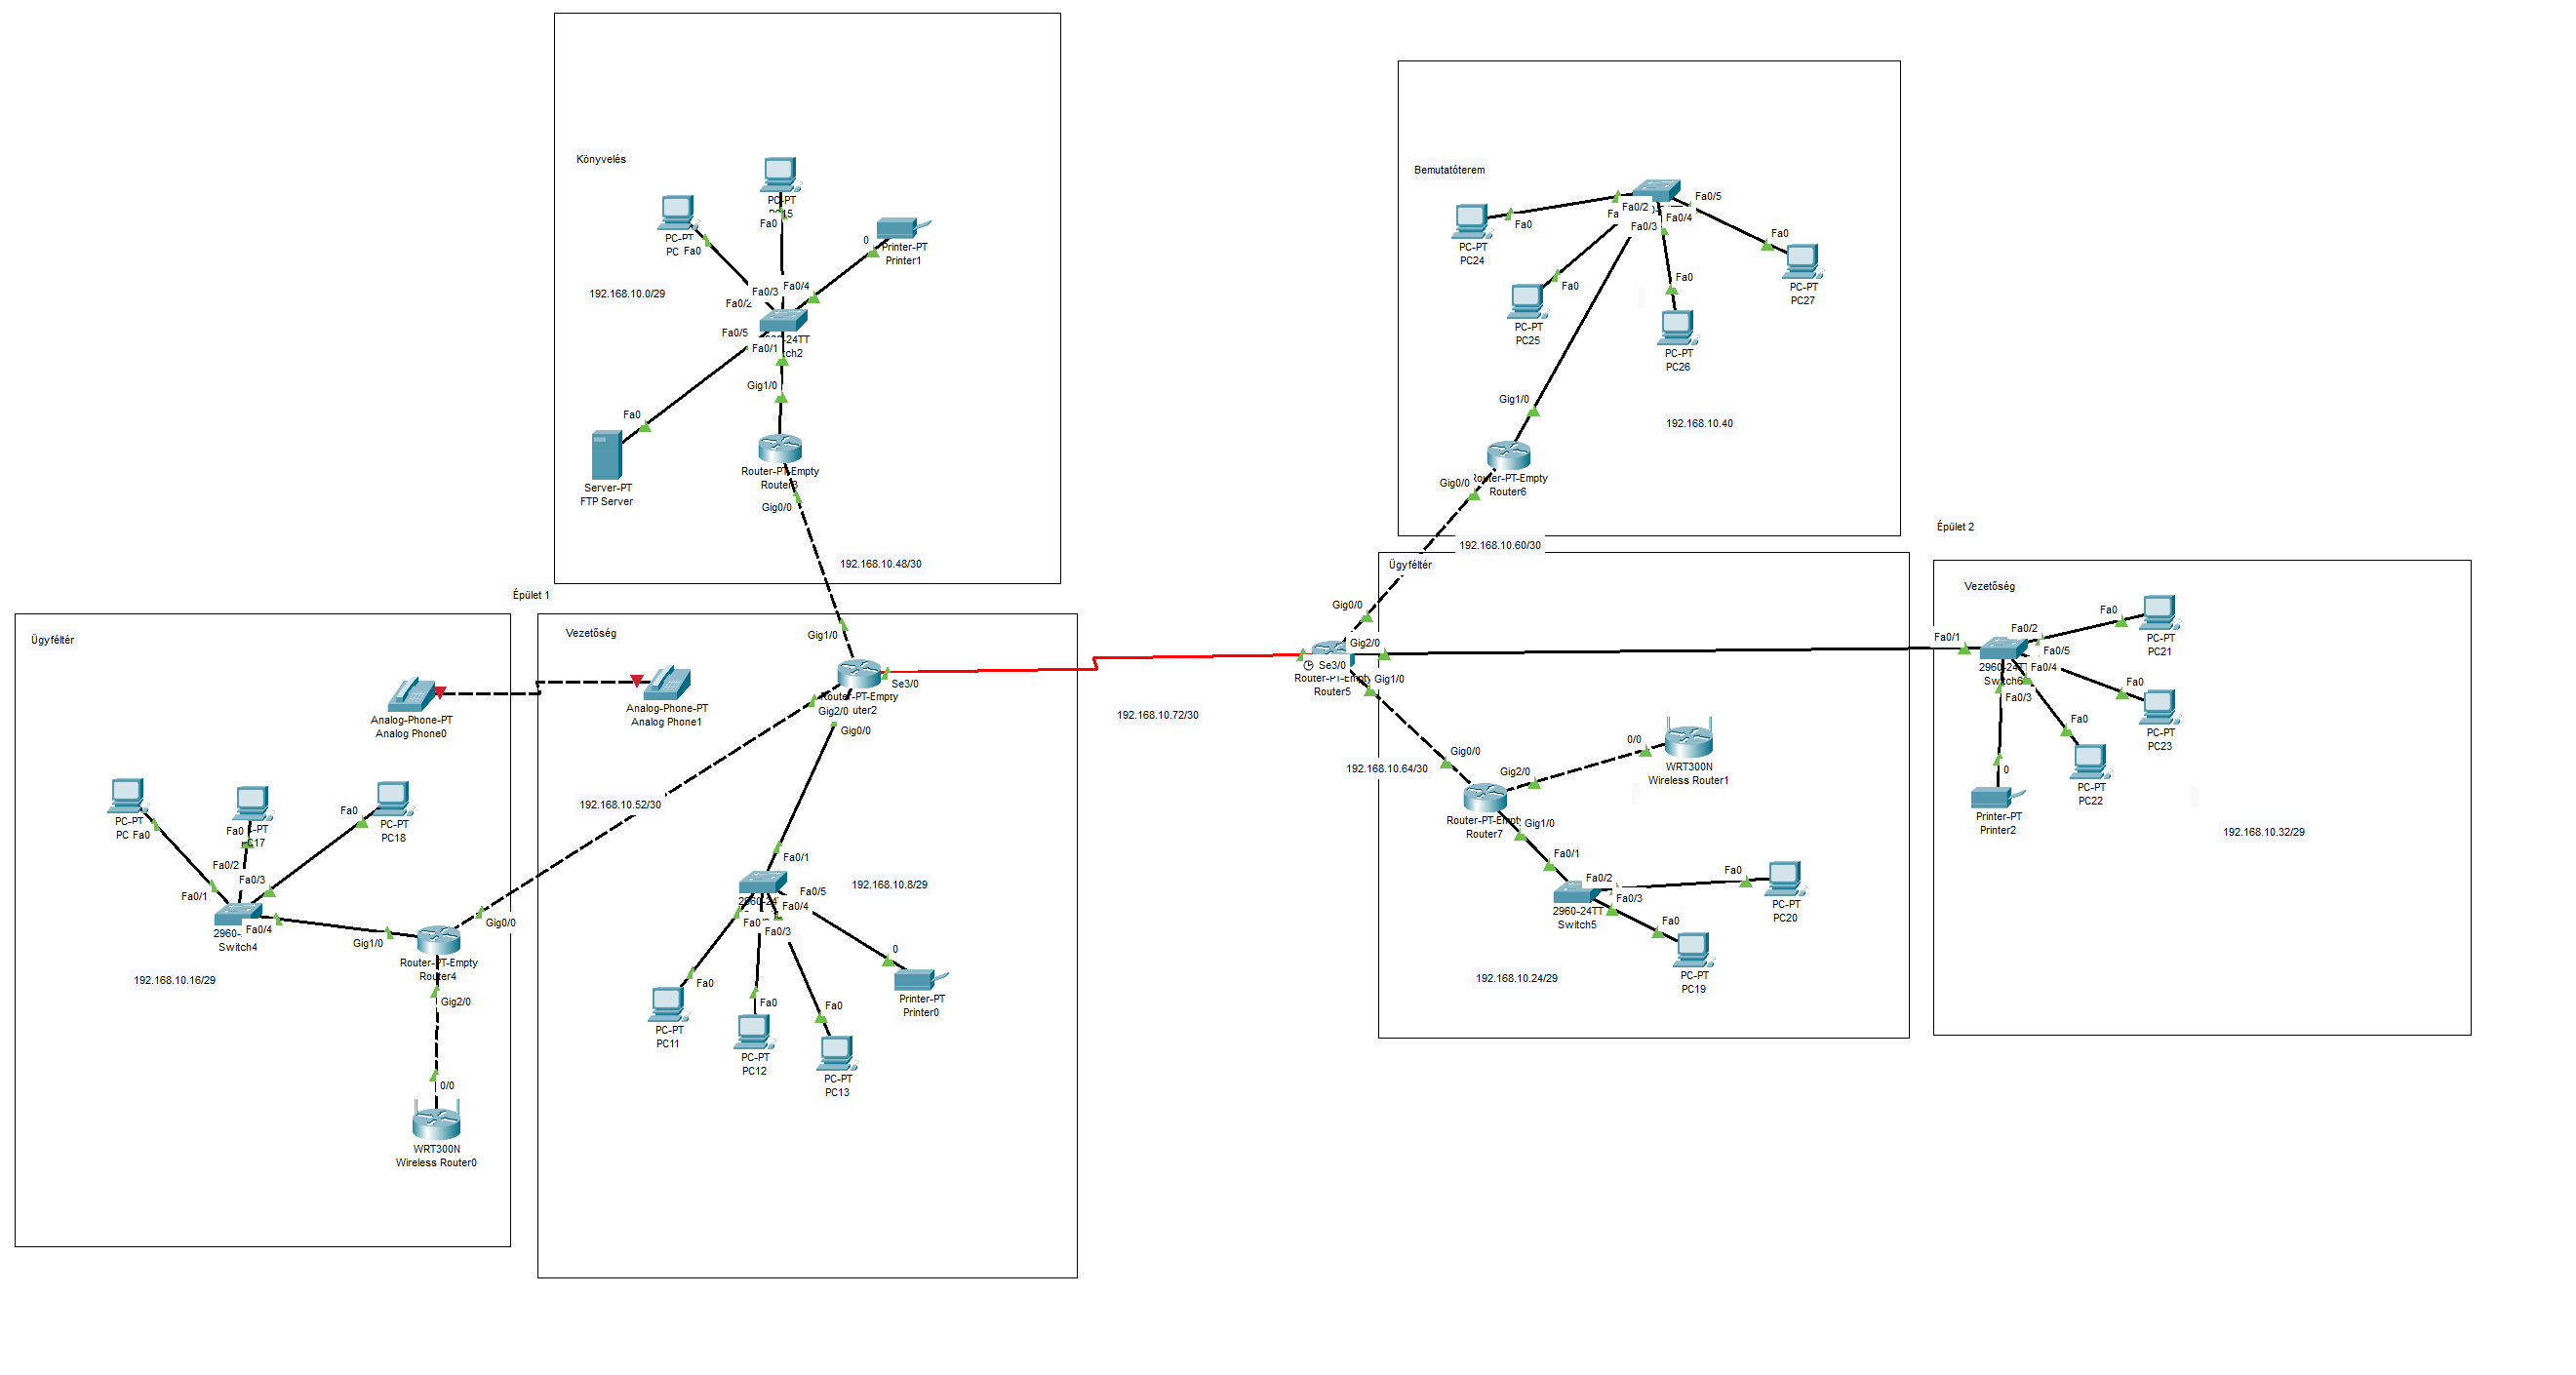 Könyvelés
PC-PT
Fa0
PC-PT
PC
Fa0
0
Printer-PT
Printer1
192.168.10.0/29
Fa0/3
Fa0/4
Fa0/2
Fa0/5
Fa0/1
-24TT
Gig1/0
Fa0
Server-PT
FTP Server
Router-PT-Empty
Router3
Gig0/0
192.168.10.48/30
Bemutatóterem
Fa0/5
Fa0/2
Fa0/4
Fa0/3
Fa0
PC-PT
PC24
Fa0
PC-PT
PC25
Fa0
PC-PT
PC26
Fa0
PC-PT
PC27
Gig1/0
192.168.10.40
Router-PT-Empty
Router6
Gig0/0
192.168.10.60/30
Épület 1
Ügyféltér
Analog-Phone-PT
Analog Phone0
PC-PT
PC Fa0
Fa0
PC17
Fa0
PC-PT
PC18
Fa0/2
Fa0/3
Fa0/1
Fa0/4
2960-
Switch4
Gig1/0
Gig0/0
Router-PT-Empty
Router4
192.168.10.16/29
Gig2/0
0/0
WRT300N
Wireless Router0
Vezetőség
Analog-Phone-PT
Analog Phone1
Gig1/0
Se3/0
Router-PT-Empty
Gig2/0
Gig0/0
192.168.10.52/30
Fa0/1
192.168.10.8/29
Fa0/5
Fa0/4
Fa0/3
Fa0
PC-PT
PC11
Fa0
PC-PT
PC12
Fa0
PC-PT
PC13
0
Printer-PT
Printer0
192.168.10.72/30
Ügyféltér
Gig0/0
Gig2/0
Se3/0
Router-PT-Empty
Router5
Gig1/0
192.168.10.64/30
Gig0/0
Gig2/0
0/0
WRT300N
Wireless Router1
Router-PT-Empty
Router7
Gig1/0
Fa0/1
Fa0/2
Fa0/3
2960-24TT
Switch5
Fa0
PC-PT
PC20
Fa0
PC-PT
PC19
192.168.10.24/29
Épület 2
Vezetőség
Fa0/1
Fa0/2
Fa0/5
Fa0/4
Fa0/3
2960-24TT
Switch6
Fa0
PC-PT
PC21
Fa0
PC-PT
PC23
Fa0
PC-PT
PC22
0
Printer-PT
Printer2
192.168.10.32/29